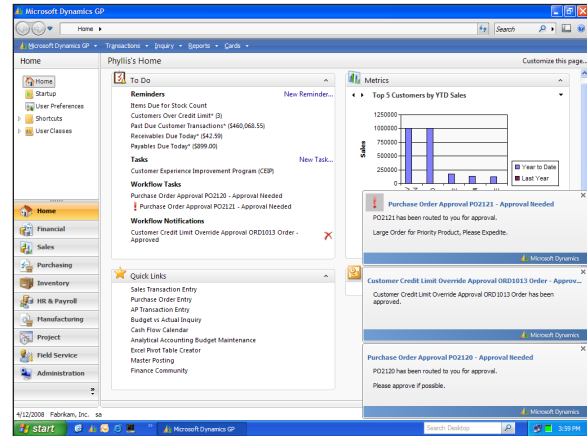 Microsoft Dynamics GP
Home
Search
Microsoft Dynamics GP
Transactions
Inquiry
Reports
Cards
Home
Phyllis's Home
Customize this page...
Home
Startup
User Preferences
Shortcuts
UserClasses
Home
Financial
Sales
Purchasing
Inventory
HR & Payroll
Manufacturing
Project
Field Service
Administration
To Do
Reminders
New Reminder...
Items Due for Stock Count
Customers Over Credit Limit* (3)
Past Due Customer Transactions* ($460,068.55)
Receivables Due Today* ($42.59)
Payables Due Today* ($899.00)
Tasks
New Task...
Customer Experience Improvement Program (CEIP)
Workflow Tasks
Purchase Order Approval PO2120 - Approval Needed
Purchase Order Approval PO2121 - Approval Needed
Workflow Notifications
Customer Credit Limit Override Approval ORD1013 Order -
Approved
Quick Links
Sales Transaction Entry
Purchase Order Entry
AP Transaction Entry
Budget vs Actual Inquiry
Cash Flow Calendar
Analytical Accounting Budget Maintenance
Excel Pivot Table Creator
Master Posting
Finance Community
Metrics
Top 5 Customers by YTD Sales
1250000
1000000
750000
500000
250000
0
Sales
Year to Date
Last Year
Purchase Order Approval PO2121 - Approval Needed
PO2121 has been routed to you for approval.
Large Order for Priority Product, Please Expedite.
Microsoft Dynamics
Customer Credit Limit Override Approval ORD1013 Order - Approv...
Customer Credit Limit Override Approval ORD1013 Order has been
approved.
Microsoft Dynamics
Purchase Order Approval PO2120 - Approval Needed
PO2120 has been routed to you for approval.
Please approve if possible.
Microsoft Dynamics
4/12/2008 Fabrikam, Inc. sa
start
Microsoft Dynamics GP
Search Desktop
3:59 PM